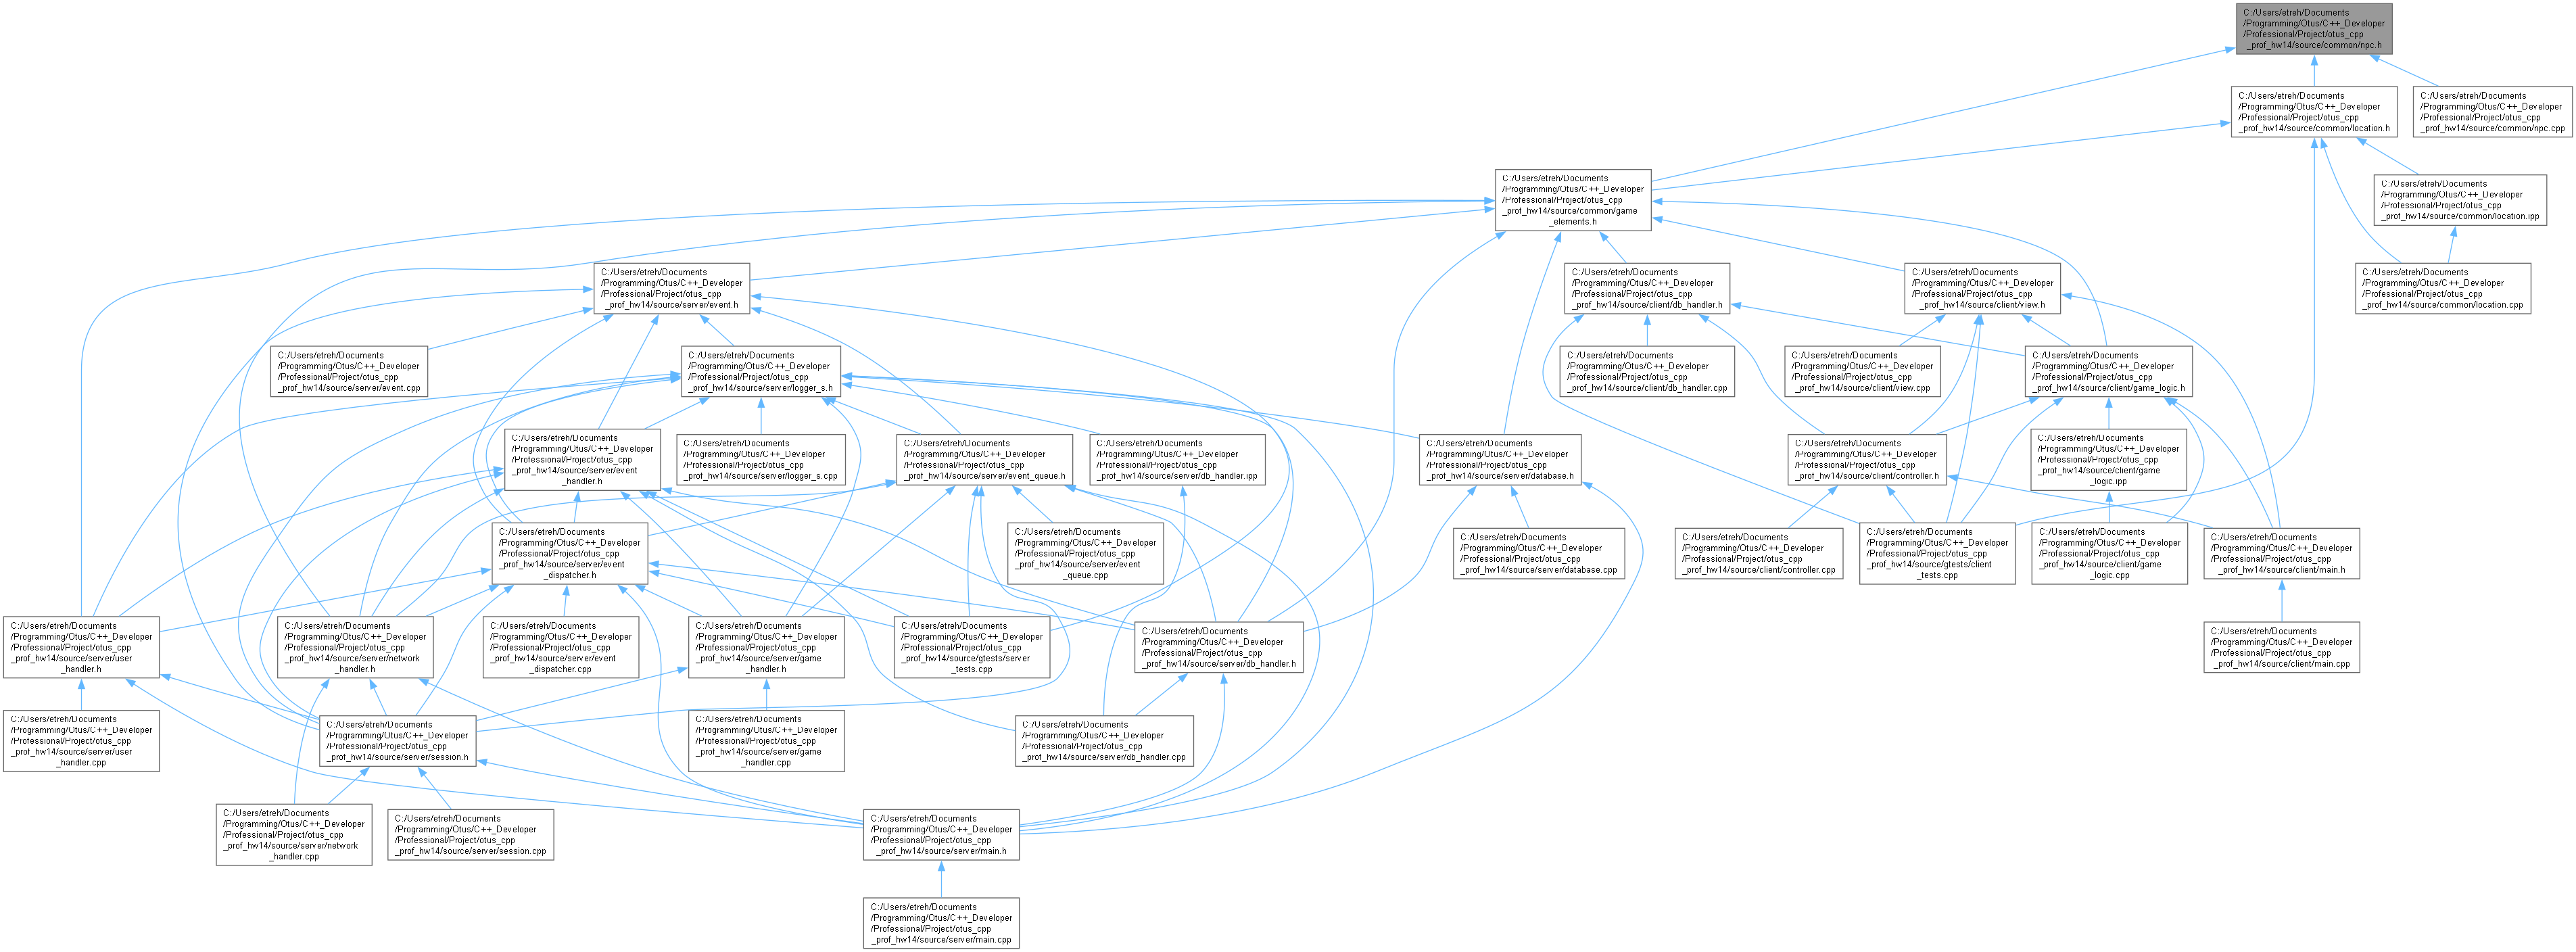 C:/Users/etreh/Documents
/Programming/Otus/C++_Developer
/Professional/Project/otus_cpp
_prof_hw14/source/common/npc.h
C:/Users/etreh/Documents
/Programming/Otus/C++_Developer
/Professional/Project/otus_cpp
_prof_hw14/source/common/location.h
C:/Users/etreh/Documents
/Programming/Otus/C++_Developer
/Professional/Project/otus_cpp
_prof_hw14/source/common/npc.cpp
C:/Users/etreh/Documents
/Programming/Otus/C++_Developer
/Professional/Project/otus_cpp
_prof_hw14/source/common/game
_elements.h
C:/Users/etreh/Documents
/Programming/Otus/C++_Developer
/Professional/Project/otus_cpp
_prof_hw14/source/common/location.ipp
C:/Users/etreh/Documents
/Programming/Otus/C++_Developer
/Professional/Project/otus_cpp
_prof_hw14/source/server/event.h
C:/Users/etreh/Documents
/Programming/Otus/C++_Developer
/Professional/Project/otus_cpp
_prof_hw14/source/client/db_handler.h
C:/Users/etreh/Documents
/Programming/Otus/C++_Developer
/Professional/Project/otus_cpp
_prof_hw14/source/client/view.h
C:/Users/etreh/Documents
/Programming/Otus/C++_Developer
/Professional/Project/otus_cpp
_prof_hw14/source/common/location.cpp
C:/Users/etreh/Documents
/Programming/Otus/C++_Developer
/Professional/Project/otus_cpp
_prof_hw14/source/server/event.cpp
C:/Users/etreh/Documents
/Programming/Otus/C++_Developer
/Professional/Project/otus_cpp
_prof_hw14/source/server/logger_s.h
C:/Users/etreh/Documents
/Programming/Otus/C++_Developer
/Professional/Project/otus_cpp
_prof_hw14/source/client/db_handler.cpp
C:/Users/etreh/Documents
/Programming/Otus/C++_Developer
/Professional/Project/otus_cpp
_prof_hw14/source/client/view.cpp
C:/Users/etreh/Documents
/Programming/Otus/C++_Developer
/Professional/Project/otus_cpp
_prof_hw14/source/client/game_logic.h
C:/Users/etreh/Documents
/Programming/Otus/C++_Developer
/Professional/Project/otus_cpp
_prof_hw14/source/server/event
_handler.h
C:/Users/etreh/Documents
/Programming/Otus/C++_Developer
/Professional/Project/otus_cpp
_prof_hw14/source/server/logger_s.cpp
C:/Users/etreh/Documents
/Programming/Otus/C++_Developer
/Professional/Project/otus_cpp
_prof_hw14/source/server/event_queue.h
C:/Users/etreh/Documents
/Programming/Otus/C++_Developer
/Professional/Project/otus_cpp
_prof_hw14/source/server/db_handler.ipp
C:/Users/etreh/Documents
/Programming/Otus/C++_Developer
/Professional/Project/otus_cpp
_prof_hw14/source/server/database.h
C:/Users/etreh/Documents
/Programming/Otus/C++_Developer
/Professional/Project/otus_cpp
_prof_hw14/source/client/controller.h
C:/Users/etreh/Documents
/Programming/Otus/C++_Developer
/Professional/Project/otus_cpp
_prof_hw14/source/client/game
_logic.ipp
C:/Users/etreh/Documents
/Programming/Otus/C++_Developer
/Professional/Project/otus_cpp
_prof_hw14/source/server/event
_dispatcher.h
C:/Users/etreh/Documents
/Programming/Otus/C++_Developer
/Professional/Project/otus_cpp
_prof_hw14/source/server/event
_queue.cpp
C:/Users/etreh/Documents
/Programming/Otus/C++_Developer
/Professional/Project/otus_cpp
_prof_hw14/source/server/database.cpp
C:/Users/etreh/Documents
/Programming/Otus/C++_Developer
/Professional/Project/otus_cpp
_prof_hw14/source/client/controller.cpp
C:/Users/etreh/Documents
/Programming/Otus/C++_Developer
/Professional/Project/otus_cpp
_prof_hw14/source/gtests/client
_tests.cpp
C:/Users/etreh/Documents
/Programming/Otus/C++_Developer
/Professional/Project/otus_cpp
_prof_hw14/source/client/game
_logic.cpp
C:/Users/etreh/Documents
/Programming/Otus/C++_Developer
/Professional/Project/otus_cpp
_prof_hw14/source/client/main.h
C:/Users/etreh/Documents
/Programming/Otus/C++_Developer
/Professional/Project/otus_cpp
_prof_hw14/source/server/user
_handler.h
C:/Users/etreh/Documents
/Programming/Otus/C++_Developer
/Professional/Project/otus_cpp
_prof_hw14/source/server/network
_handler.h
C:/Users/etreh/Documents
/Programming/Otus/C++_Developer
/Professional/Project/otus_cpp
_prof_hw14/source/server/event
_dispatcher.cpp
C:/Users/etreh/Documents
/Programming/Otus/C++_Developer
/Professional/Project/otus_cpp
_prof_hw14/source/server/game
_handler.h
C:/Users/etreh/Documents
/Programming/Otus/C++_Developer
/Professional/Project/otus_cpp
_prof_hw14/source/gtests/server
_tests.cpp
C:/Users/etreh/Documents
/Programming/Otus/C++_Developer
/Professional/Project/otus_cpp
_prof_hw14/source/server/db_handler.h
C:/Users/etreh/Documents
/Programming/Otus/C++_Developer
/Professional/Project/otus_cpp
_prof_hw14/source/client/main.cpp
C:/Users/etreh/Documents
/Programming/Otus/C++_Developer
/Professional/Project/otus_cpp
_prof_hw14/source/server/user
_handler.cpp
C:/Users/etreh/Documents
/Programming/Otus/C++_Developer
/Professional/Project/otus_cpp
_prof_hw14/source/server/session.h
C:/Users/etreh/Documents
/Programming/Otus/C++_Developer
/Professional/Project/otus_cpp
_prof_hw14/source/server/game
_handler.cpp
C:/Users/etreh/Documents
/Programming/Otus/C++_Developer
/Professional/Project/otus_cpp
_prof_hw14/source/server/db_handler.cpp
C:/Users/etreh/Documents
/Programming/Otus/C++_Developer
/Professional/Project/otus_cpp
_prof_hw14/source/server/network
_handler.cpp
C:/Users/etreh/Documents
/Programming/Otus/C++_Developer
/Professional/Project/otus_cpp
_prof_hw14/source/server/session.cpp
C:/Users/etreh/Documents
/Programming/Otus/C++_Developer
/Professional/Project/otus_cpp
_prof_hw14/source/server/main.h
C:/Users/etreh/Documents
/Programming/Otus/C++_Developer
/Professional/Project/otus_cpp
_prof_hw14/source/server/main.cpp